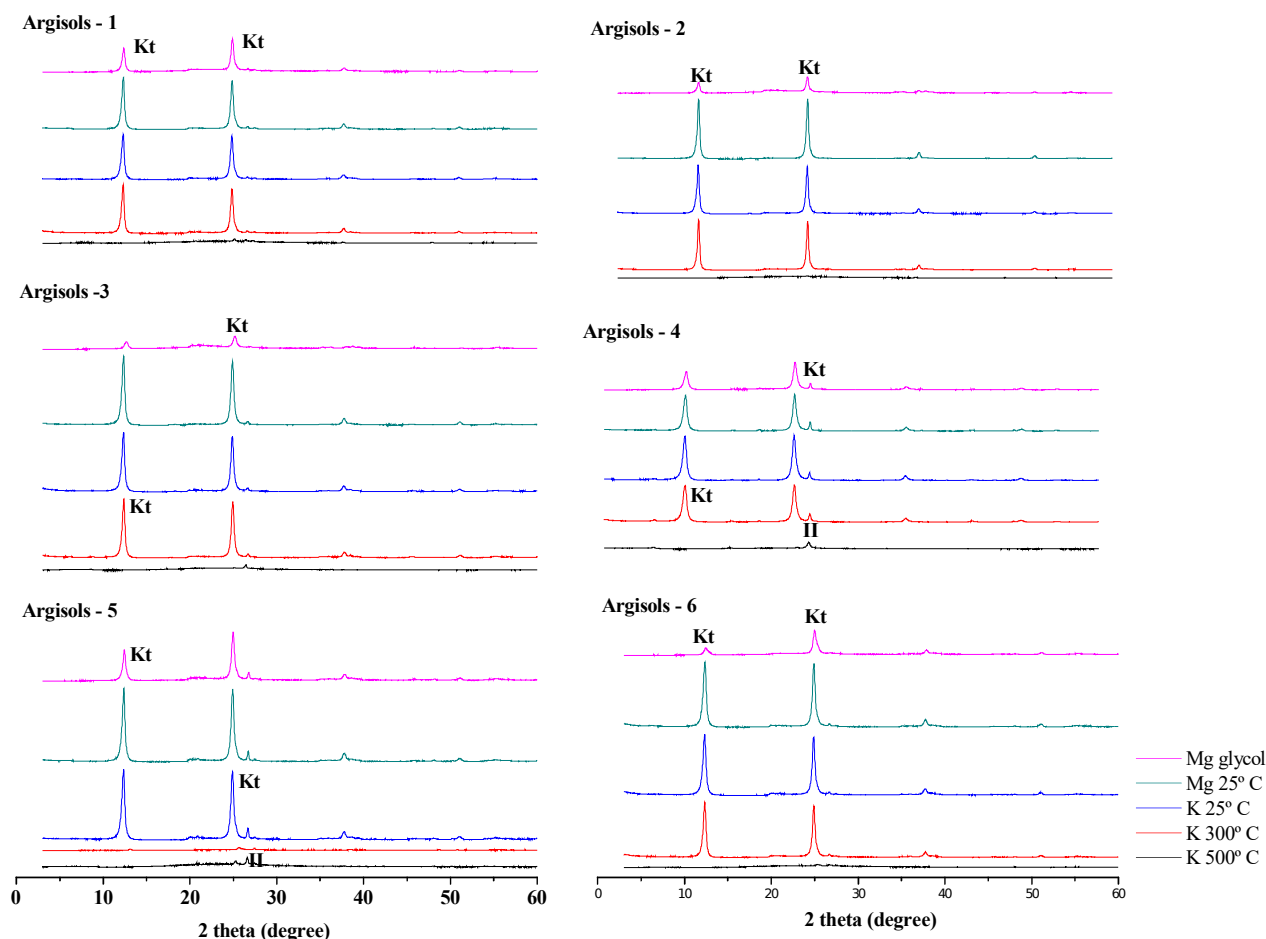 Argisols - 1
Kt
Kt
Argisols - 2
Kt
Kt
Argisols -3
Kt
Kt
Argisols - 4
Kt
Kt
II
Argisols - 5
Kt
Kt
II
0 10 20 30 40 50 60
2 theta (degree)
Argisols - 6
Kt
Kt
0 10 20 30 40 50 60
2 theta (degree)
Mg glycol
Mg 25º C
K 25º C
K 300º C
K 500º C